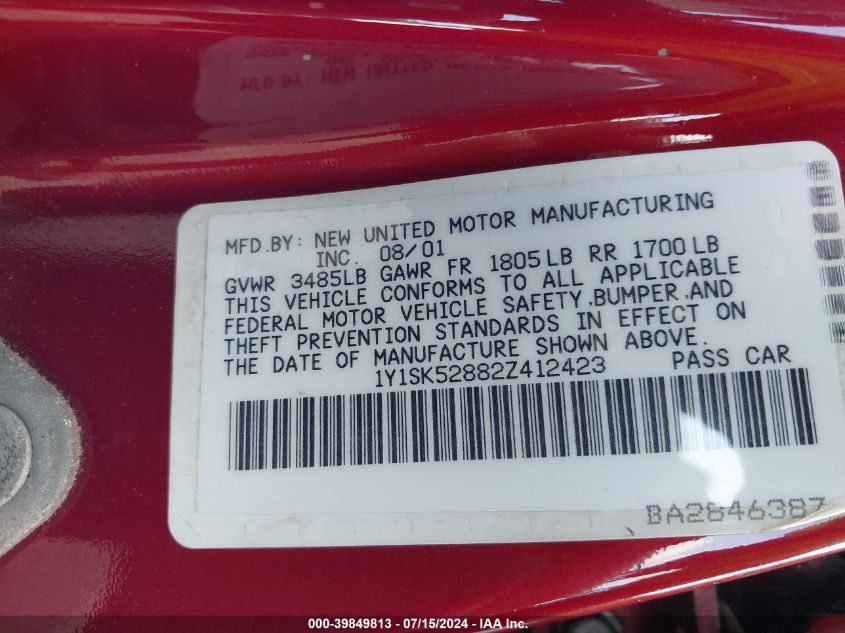 MFD.BY: NEW UNITED MOTOR MANUFACTURING
INC. 08/01
GVWR 3485LB GAWR FR 1805LB RR 1700LB
THIS VEHICLE CONFORMS TO ALL APPLICABLE
FEDERAL MOTOR VEHICLE SAFETY,BUMPER,AND
THEFT PREVENTION STANDARDS IN EFFECT ON
THE DATE OF MANUFACTURE SHOWN ABOVE.
1Y1SK52882Z412423 PASS CAR
BA2846387
000-39849813 - 07/15/2024 - IAA Inc.